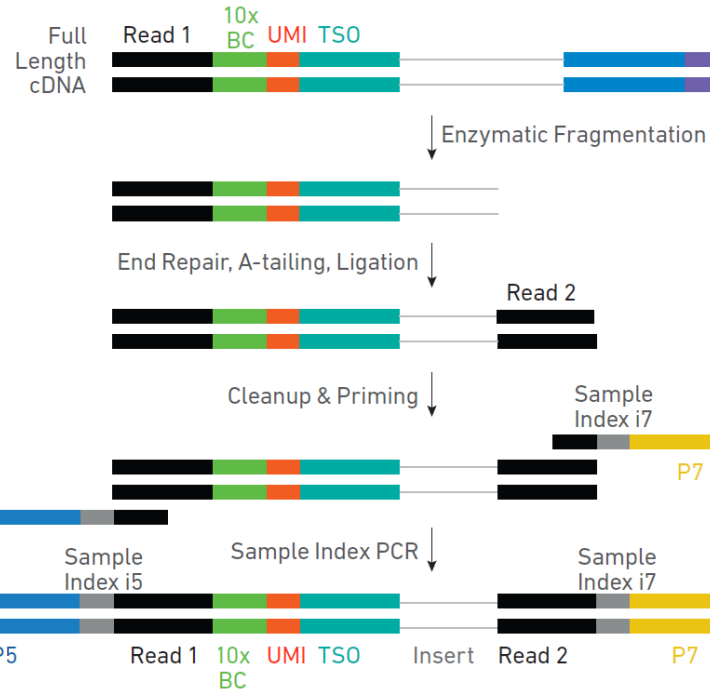 Full
Length
cDNA
Read 1
10x
BC
UMI
TSO
Enzymatic Fragmentation
End Repair, A-tailing, Ligation
Read 2
Cleanup & Priming
Sample
Index i7
P7
Sample Index PCR
Sample
Index i5
Sample
Index i7
P5
Read 1
10x
BC
UMI
TSO
Insert
Read 2
P7